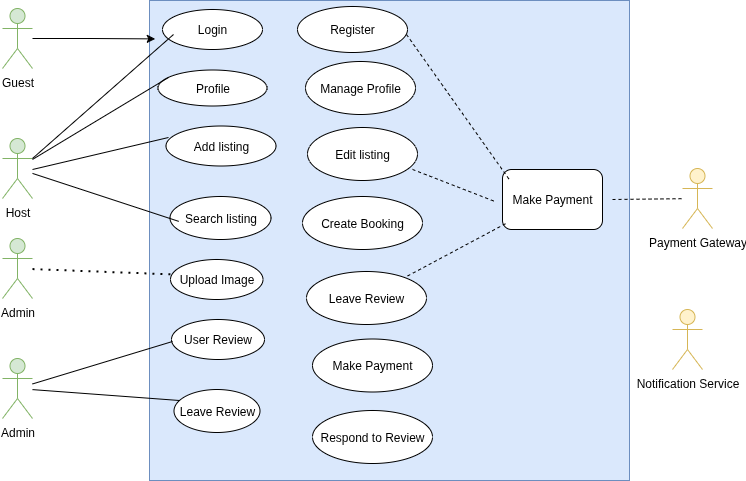 Guest
Host
Admin
Admin
Login
Profile
Add listing
Search listing
Upload Image
User Review
Leave Review
Register
Manage Profile
Edit listing
Create Booking
Leave Review
Make Payment
Respond to Review
Make Payment
Payment Gateway
Notification Service